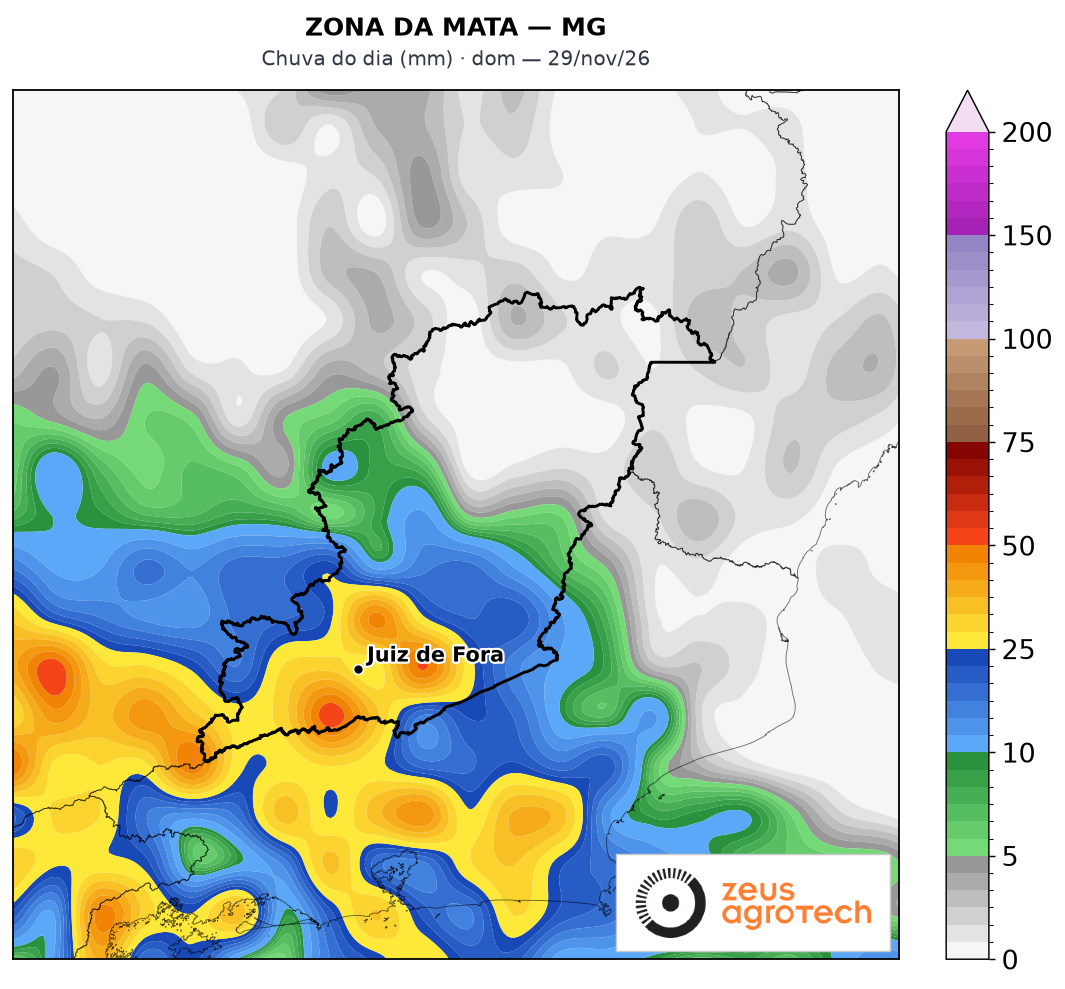 ZONA DA MATA — MG
Chuva do dia (mm) · dom — 29/nov/26
200
150
100
75
50
25
10
5
0
Juiz de Fora
zeus
agrotech